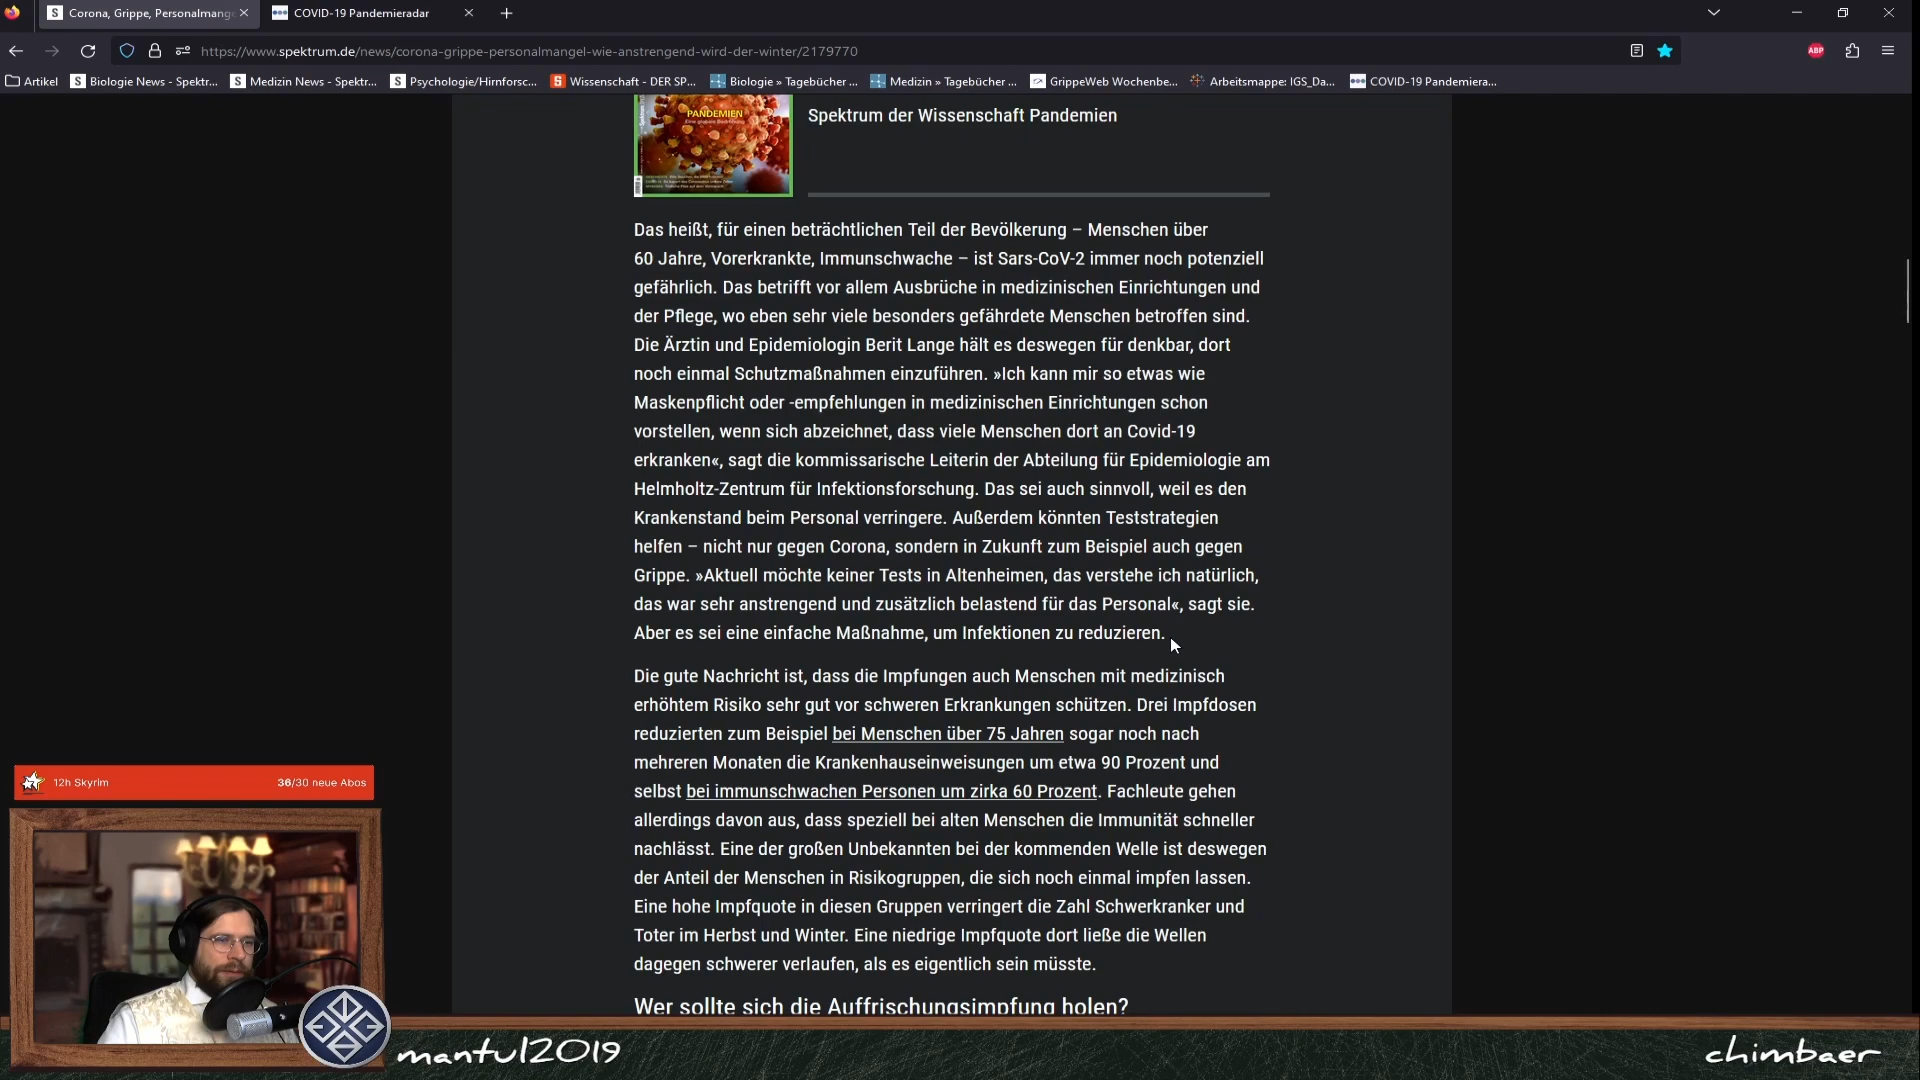 Corona, Grippe, Personalmange
COVID-19 Pandemieradar
https://www.spektrum.de/news/corona-grippe-personalmangel-wie-anstrengend-wird-der-winter/2179770
ABP
Artikel
Biologie News - Spektr...
Medizin News - Spektr...
Psychologie/Hirnforsc...
Wissenschaft - DER SP...
Biologie » Tagebücher ...
Medizin » Tagebücher ...
GrippeWeb Wochenbe...
Arbeitsmappe: IGS_Da...
COVID-19 Pandemiera...
PANDEMIEN
Spektrum der Wissenschaft Pandemien
Das heißt, für einen beträchtlichen Teil der Bevölkerung – Menschen über
60 Jahre, Vorerkrankte, Immunschwache – ist Sars-CoV-2 immer noch potenziell
gefährlich. Das betrifft vor allem Ausbrüche in medizinischen Einrichtungen und
der Pflege, wo eben sehr viele besonders gefährdete Menschen betroffen sind.
Die Ärztin und Epidemiologin Berit Lange hält es deswegen für denkbar, dort
noch einmal Schutzmaßnahmen einzuführen. »Ich kann mir so etwas wie
Maskenpflicht oder -empfehlungen in medizinischen Einrichtungen schon
vorstellen, wenn sich abzeichnet, dass viele Menschen dort an Covid-19
erkranken«, sagt die kommissarische Leiterin der Abteilung für Epidemiologie am
Helmholtz-Zentrum für Infektionsforschung. Das sei auch sinnvoll, weil es den
Krankenstand beim Personal verringere. Außerdem könnten Teststrategien
helfen – nicht nur gegen Corona, sondern in Zukunft zum Beispiel auch gegen
Grippe. »Aktuell möchte keiner Tests in Altenheimen, das verstehe ich natürlich,
das war sehr anstrengend und zusätzlich belastend für das Personal«, sagt sie.
Aber es sei eine einfache Maßnahme, um Infektionen zu reduzieren.
Die gute Nachricht ist, dass die Impfungen auch Menschen mit medizinisch
erhöhtem Risiko sehr gut vor schweren Erkrankungen schützen. Drei Impfdosen
reduzierten zum Beispiel bei Menschen über 75 Jahren sogar noch nach
mehreren Monaten die Krankenhauseinweisungen um etwa 90 Prozent und
selbst bei immunschwachen Personen um zirka 60 Prozent. Fachleute gehen
allerdings davon aus, dass speziell bei alten Menschen die Immunität schneller
nachlässt. Eine der großen Unbekannten bei der kommenden Welle ist deswegen
der Anteil der Menschen in Risikogruppen, die sich noch einmal impfen lassen.
Eine hohe Impfquote in diesen Gruppen verringert die Zahl Schwerkranker und
Toter im Herbst und Winter. Eine niedrige Impfquote dort ließe die Wellen
dagegen schwerer verlaufen, als es eigentlich sein müsste.
Wer sollte sich die Auffrischungsimpfung holen?
12h Skyrim
36/30 neue Abos
mantul2019
chimbaer